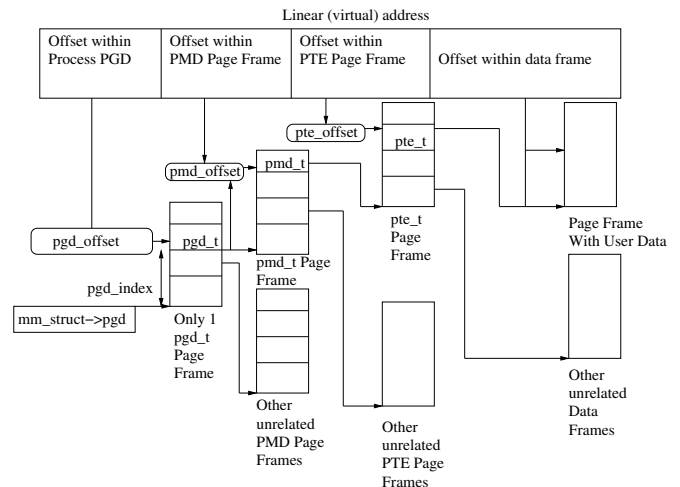 Linear (virtual) address
Offset within
Process PGD
Offset within
PMD Page Frame
Offset within
PTE Page Frame
Offset within data frame
pte_offset
pte_t
pmd_offset
pmd_t
pgd_offset
pgd_t
pte_t
Page
Frame
Page Frame
With User Data
pmd_t Page
Frame
pgd_index
mm_struct−>pgd
Only 1
pgd_t
Page
Frame
Other
unrelated
PMD Page
Frames
Other
unrelated
PTE Page
Frames
Other
unrelated
Data
Frames